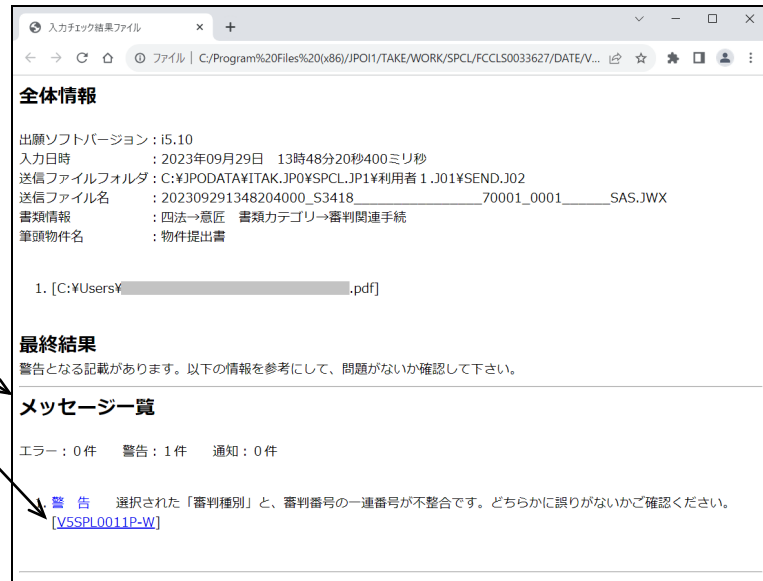 入力チェック結果ファイル
ファイル | C:/Program%20Files%20(x86)/JPOI1/TAKE/WORK/SPCL/FCCLS0033627/DATE/V...
全体情報
出願ソフトバージョン：i5.10
入力日時　　　　　　：2023年09月29日　13時48分20秒400ミリ秒
送信ファイルフォルダ：C:¥JPODATA¥ITAK.JP0¥SPCL.JP1¥利用者１.J01¥SEND.J02
送信ファイル名　　　：202309291348204000_S3418_________________70001_0001______SAS.JWX
書類情報　　　　　　：四法→意匠　書類カテゴリ→審判関連手続
筆頭物件名　　　　　：物件提出書
1. [C:¥Users¥ .pdf]
最終結果
警告となる記載があります。以下の情報を参考にして、問題がないか確認して下さい。
メッセージ一覧
エラー：０件　　警告：１件　　通知：０件
. 警　告　　選択された「審判種別」と、審判番号の一連番号が不整合です。どちらかに誤りがないかご確認ください。
[V5SPL0011P-W]